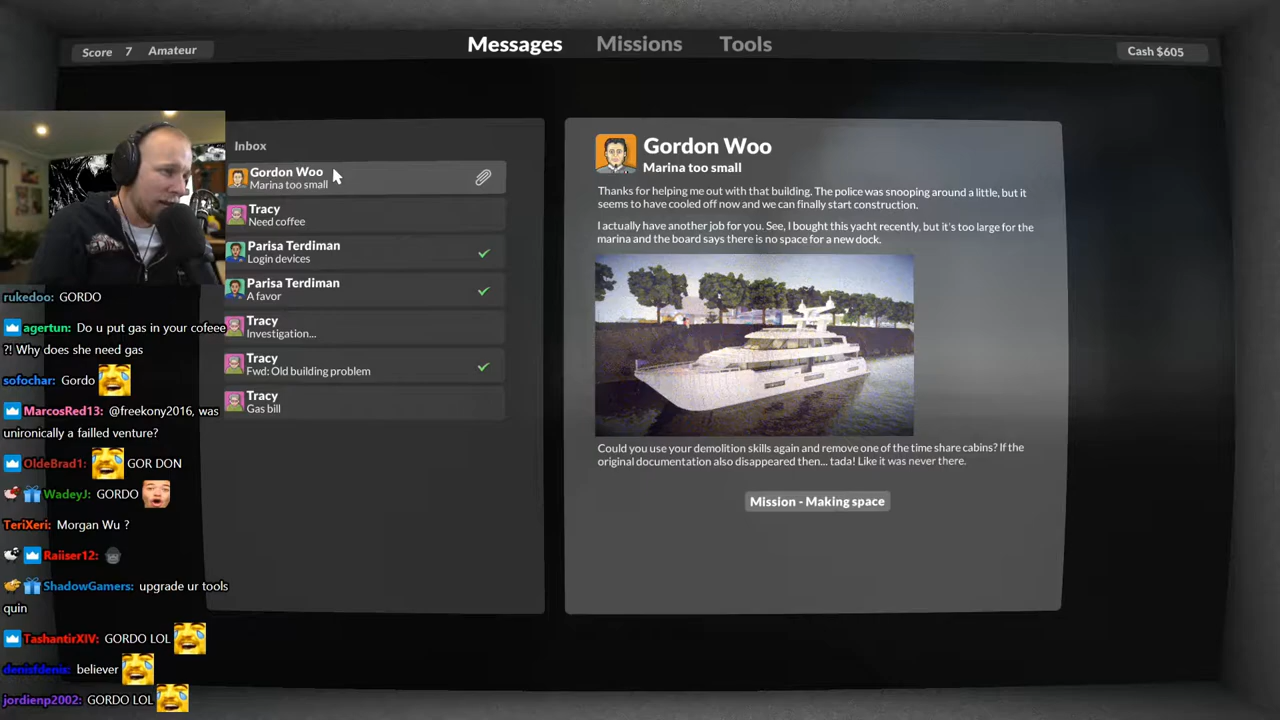 Score 7 Amateur
Messages
Missions
Tools
Cash $605
Inbox
Gordon Woo
Marina too small
Tracy
Need coffee
Parisa Terdiman
Login devices
Parisa Terdiman
A favor
Tracy
Investigation...
Tracy
Fwd: Old building problem
Tracy
Gas bill
Gordon Woo
Marina too small
Thanks for helping me out with that building. The police was snooping around a little, but it
seems to have cooled off now and we can finally start construction.
I actually have another job for you. See, I bought this yacht recently, but it's too large for the
marina and the board says there is no space for a new dock.
Could you use your demolition skills again and remove one of the time share cabins? If the
original documentation also disappeared then... tada! Like it was never there.
Mission - Making space
rukedoo: GORDO
agertun: Do u put gas in your cofeee
?! Why does she need gas
sofochar: Gordo
MarcosRed13: @freekony2016, was
unironically a failled venture?
OldeBrad1: GOR DON
WadeyJ: GORDO
TeriXeri: Morgan Wu ?
Raiiser12:
ShadowGamers: upgrade ur tools
quin
TashantirXIV: GORDO LOL
denisfdenis: believer
jordienp2002: GORDO LOL